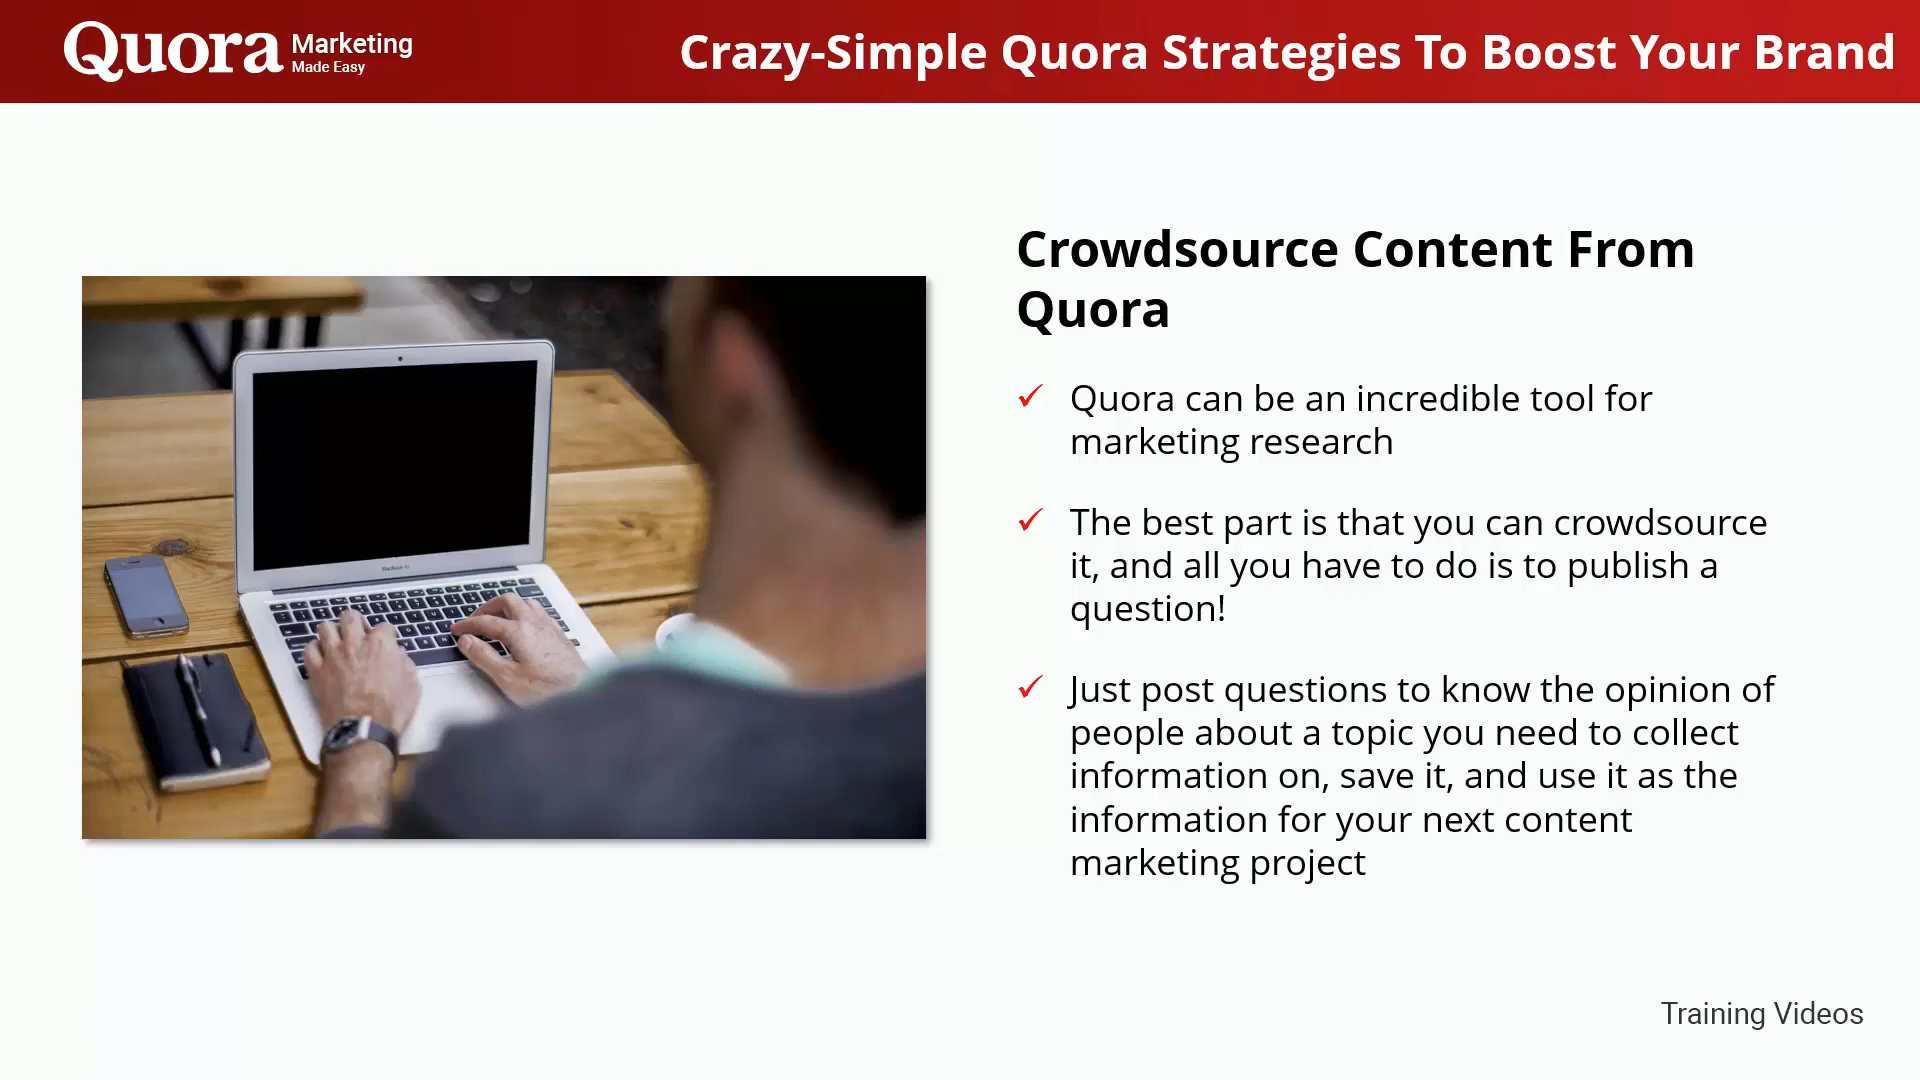 Quora Marketing
Made Easy
Crazy-Simple Quora Strategies To Boost Your Brand
Crowdsource Content From
Quora
Quora can be an incredible tool for
marketing research
The best part is that you can crowdsource
it, and all you have to do is to publish a
question!
Just post questions to know the opinion of
people about a topic you need to collect
information on, save it, and use it as the
information for your next content
marketing project
Training Videos